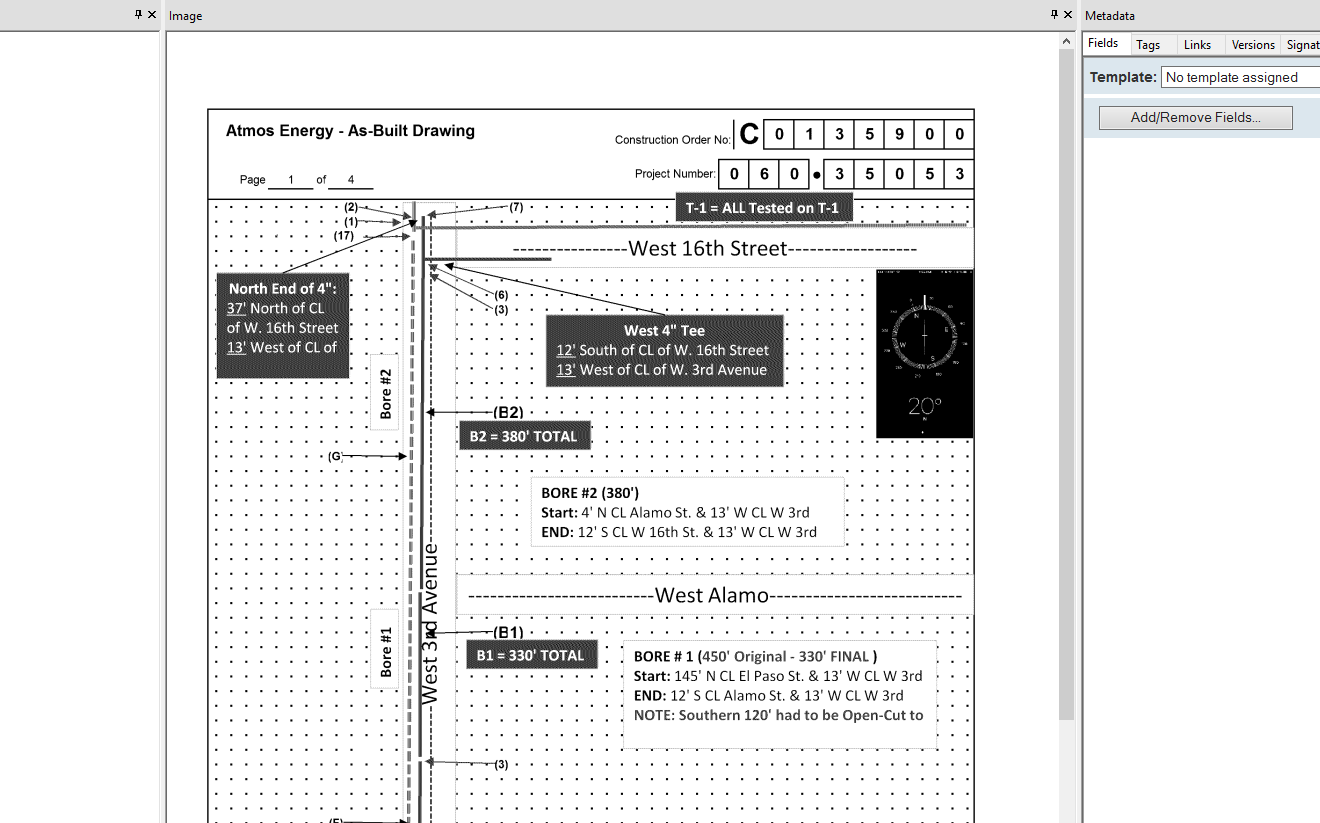 Image
Metadata
Fields Tags Links Versions Signat
Template: No template assigned
Add/Remove Fields...
Atmos Energy - As-Built Drawing
Construction Order No: C 0 1 3 5 9 0 0
Page 1 of 4
Project Number: 0 6 0 • 3 5 0 5 3
T-1 = ALL Tested on T-1
(2)
(7)
(1)
(17)
-----------------West 16th Street-------------------
North End of 4":
37' North of CL
of W. 16th Street
13' West of CL of
(6)
(3)
West 4" Tee
12' South of CL of W. 16th Street
13' West of CL of W. 3rd Avenue
N
E
S
W
20°
N
Bore #2
(B2)
B2 = 380' TOTAL
(G)
BORE #2 (380')
Start: 4' N CL Alamo St. & 13' W CL W 3rd
END: 12' S CL W 16th St. & 13' W CL W 3rd
West 3rd Avenue
---------------------------West Alamo----------------------------
Bore #1
(B1)
B1 = 330' TOTAL
BORE # 1 (450' Original - 330' FINAL )
Start: 145' N CL El Paso St. & 13' W CL W 3rd
END: 12' S CL Alamo St. & 13' W CL W 3rd
NOTE: Southern 120' had to be Open-Cut to
(3)